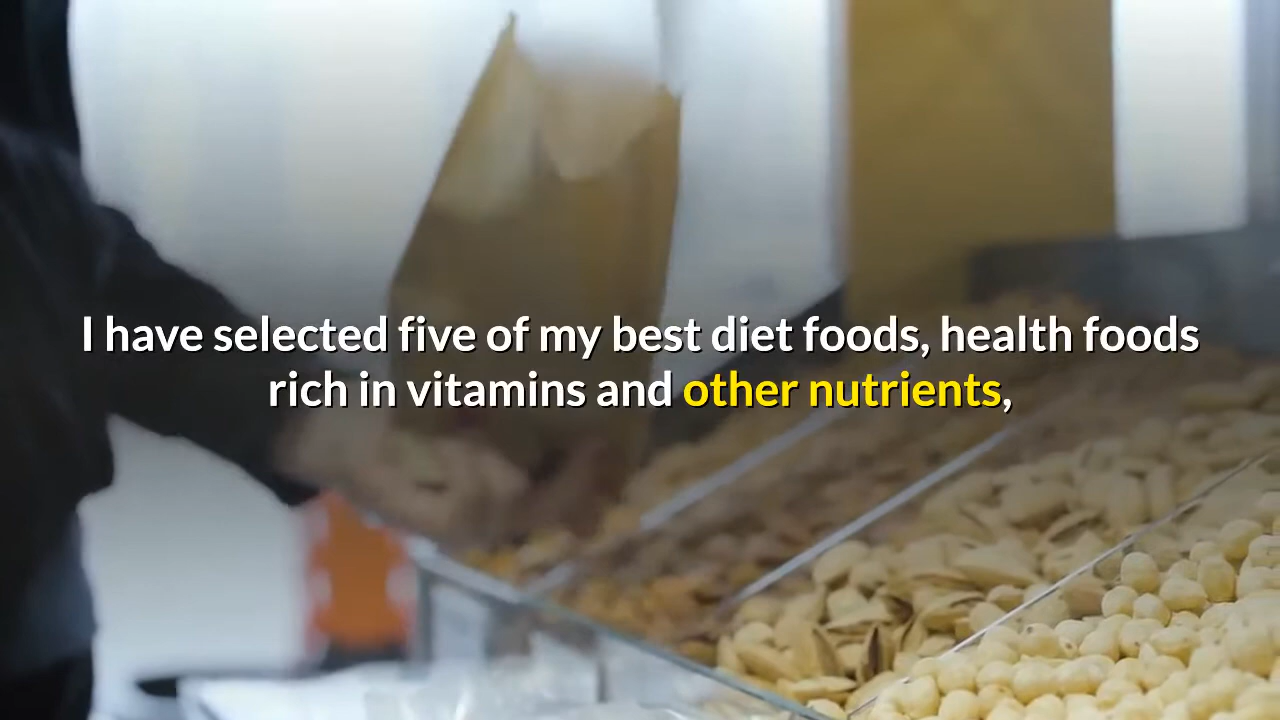 I have selected five of my best diet foods, health foods
rich in vitamins and other nutrients,